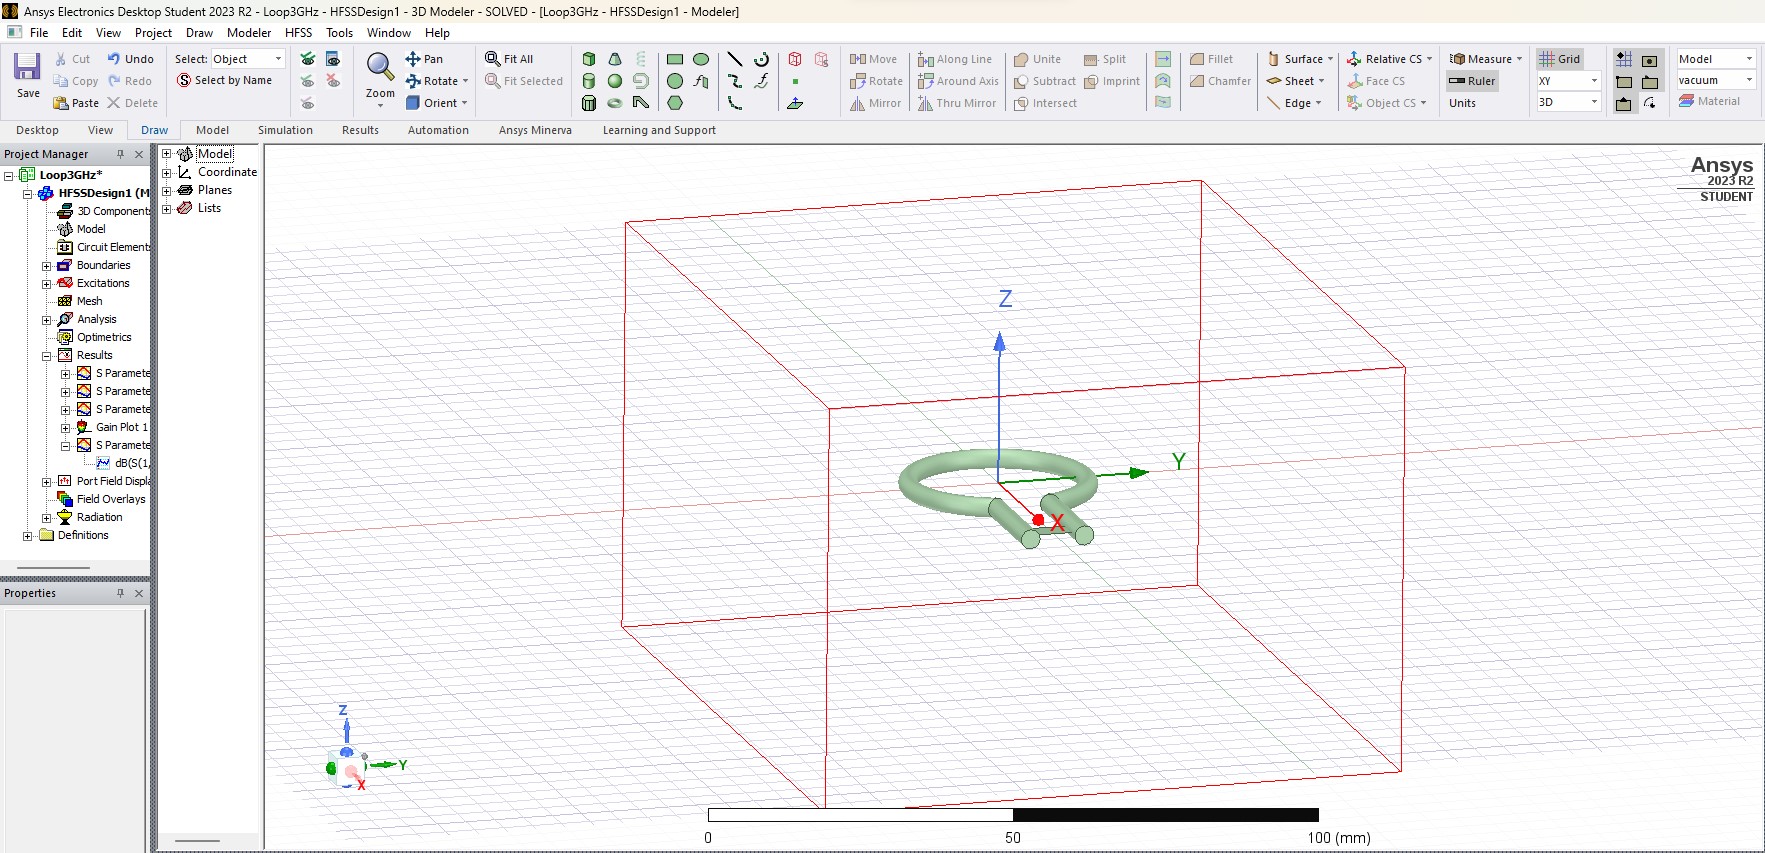 Ansys Electronics Desktop Student 2023 R2 - Loop3GHz - HFSSDesign1 - 3D Modeler - SOLVED - [Loop3GHz - HFSSDesign1 - Modeler]
File Edit View Project Draw Modeler HFSS Tools Window Help
Save
Cut
Copy
Paste
Undo
Redo
Delete
Select: Object
Select by Name
Zoom
Pan
Rotate
Orient
Fit All
Fit Selected
Move
Rotate
Mirror
Along Line
Around Axis
Thru Mirror
Unite
Subtract
Intersect
Split
Imprint
Fillet
Chamfer
Surface
Sheet
Edge
Relative CS
Face CS
Object CS
Measure
Ruler
Units
Grid
XY
3D
Model
vacuum
Material
Desktop View Draw Model Simulation Results Automation Ansys Minerva Learning and Support
Project Manager
Loop3GHz*
HFSSDesign1 (M
3D Component
Model
Circuit Element
Boundaries
Excitations
Mesh
Analysis
Optimetrics
Results
S Paramete
S Paramete
S Paramete
Gain Plot 1
S Paramete
dB(S(1,
Port Field Displa
Field Overlays
Radiation
Definitions
Properties
Model
Coordinate
Planes
Lists
Ansys
2023 R2
STUDENT
Z
Y
X
Z
Y
X
0 50 100 (mm)